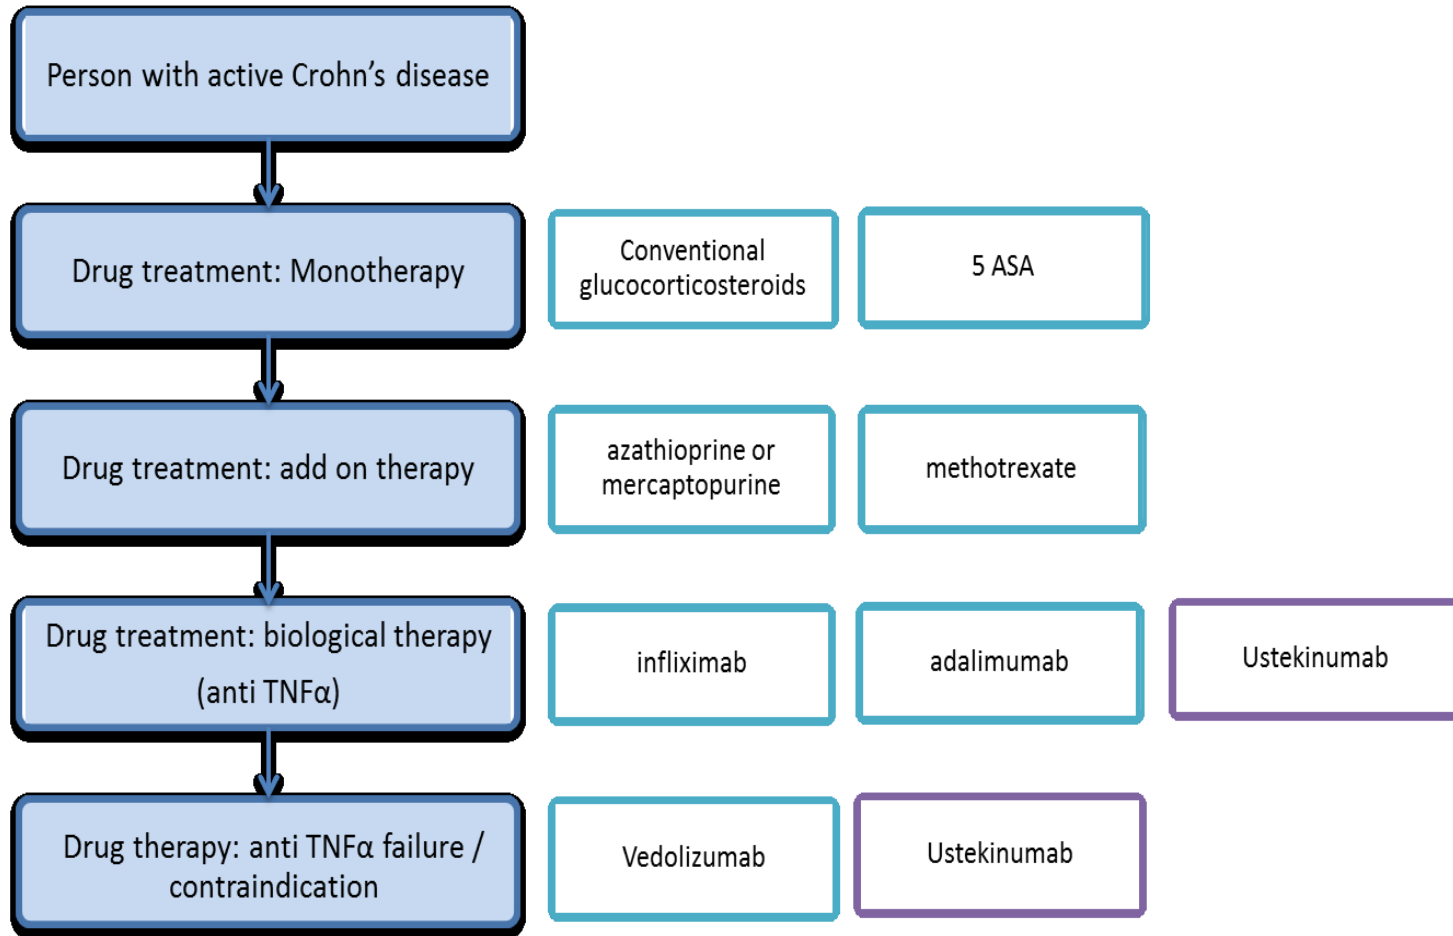 Person with active Crohn’s disease
Drug treatment: Monotherapy
Conventional
glucocorticosteroids
5 ASA
Drug treatment: add on therapy
azathioprine or
mercaptopurine
methotrexate
Drug treatment: biological therapy
(anti TNFα)
infliximab
adalimumab
Ustekinumab
Drug therapy: anti TNFα failure /
contraindication
Vedolizumab
Ustekinumab